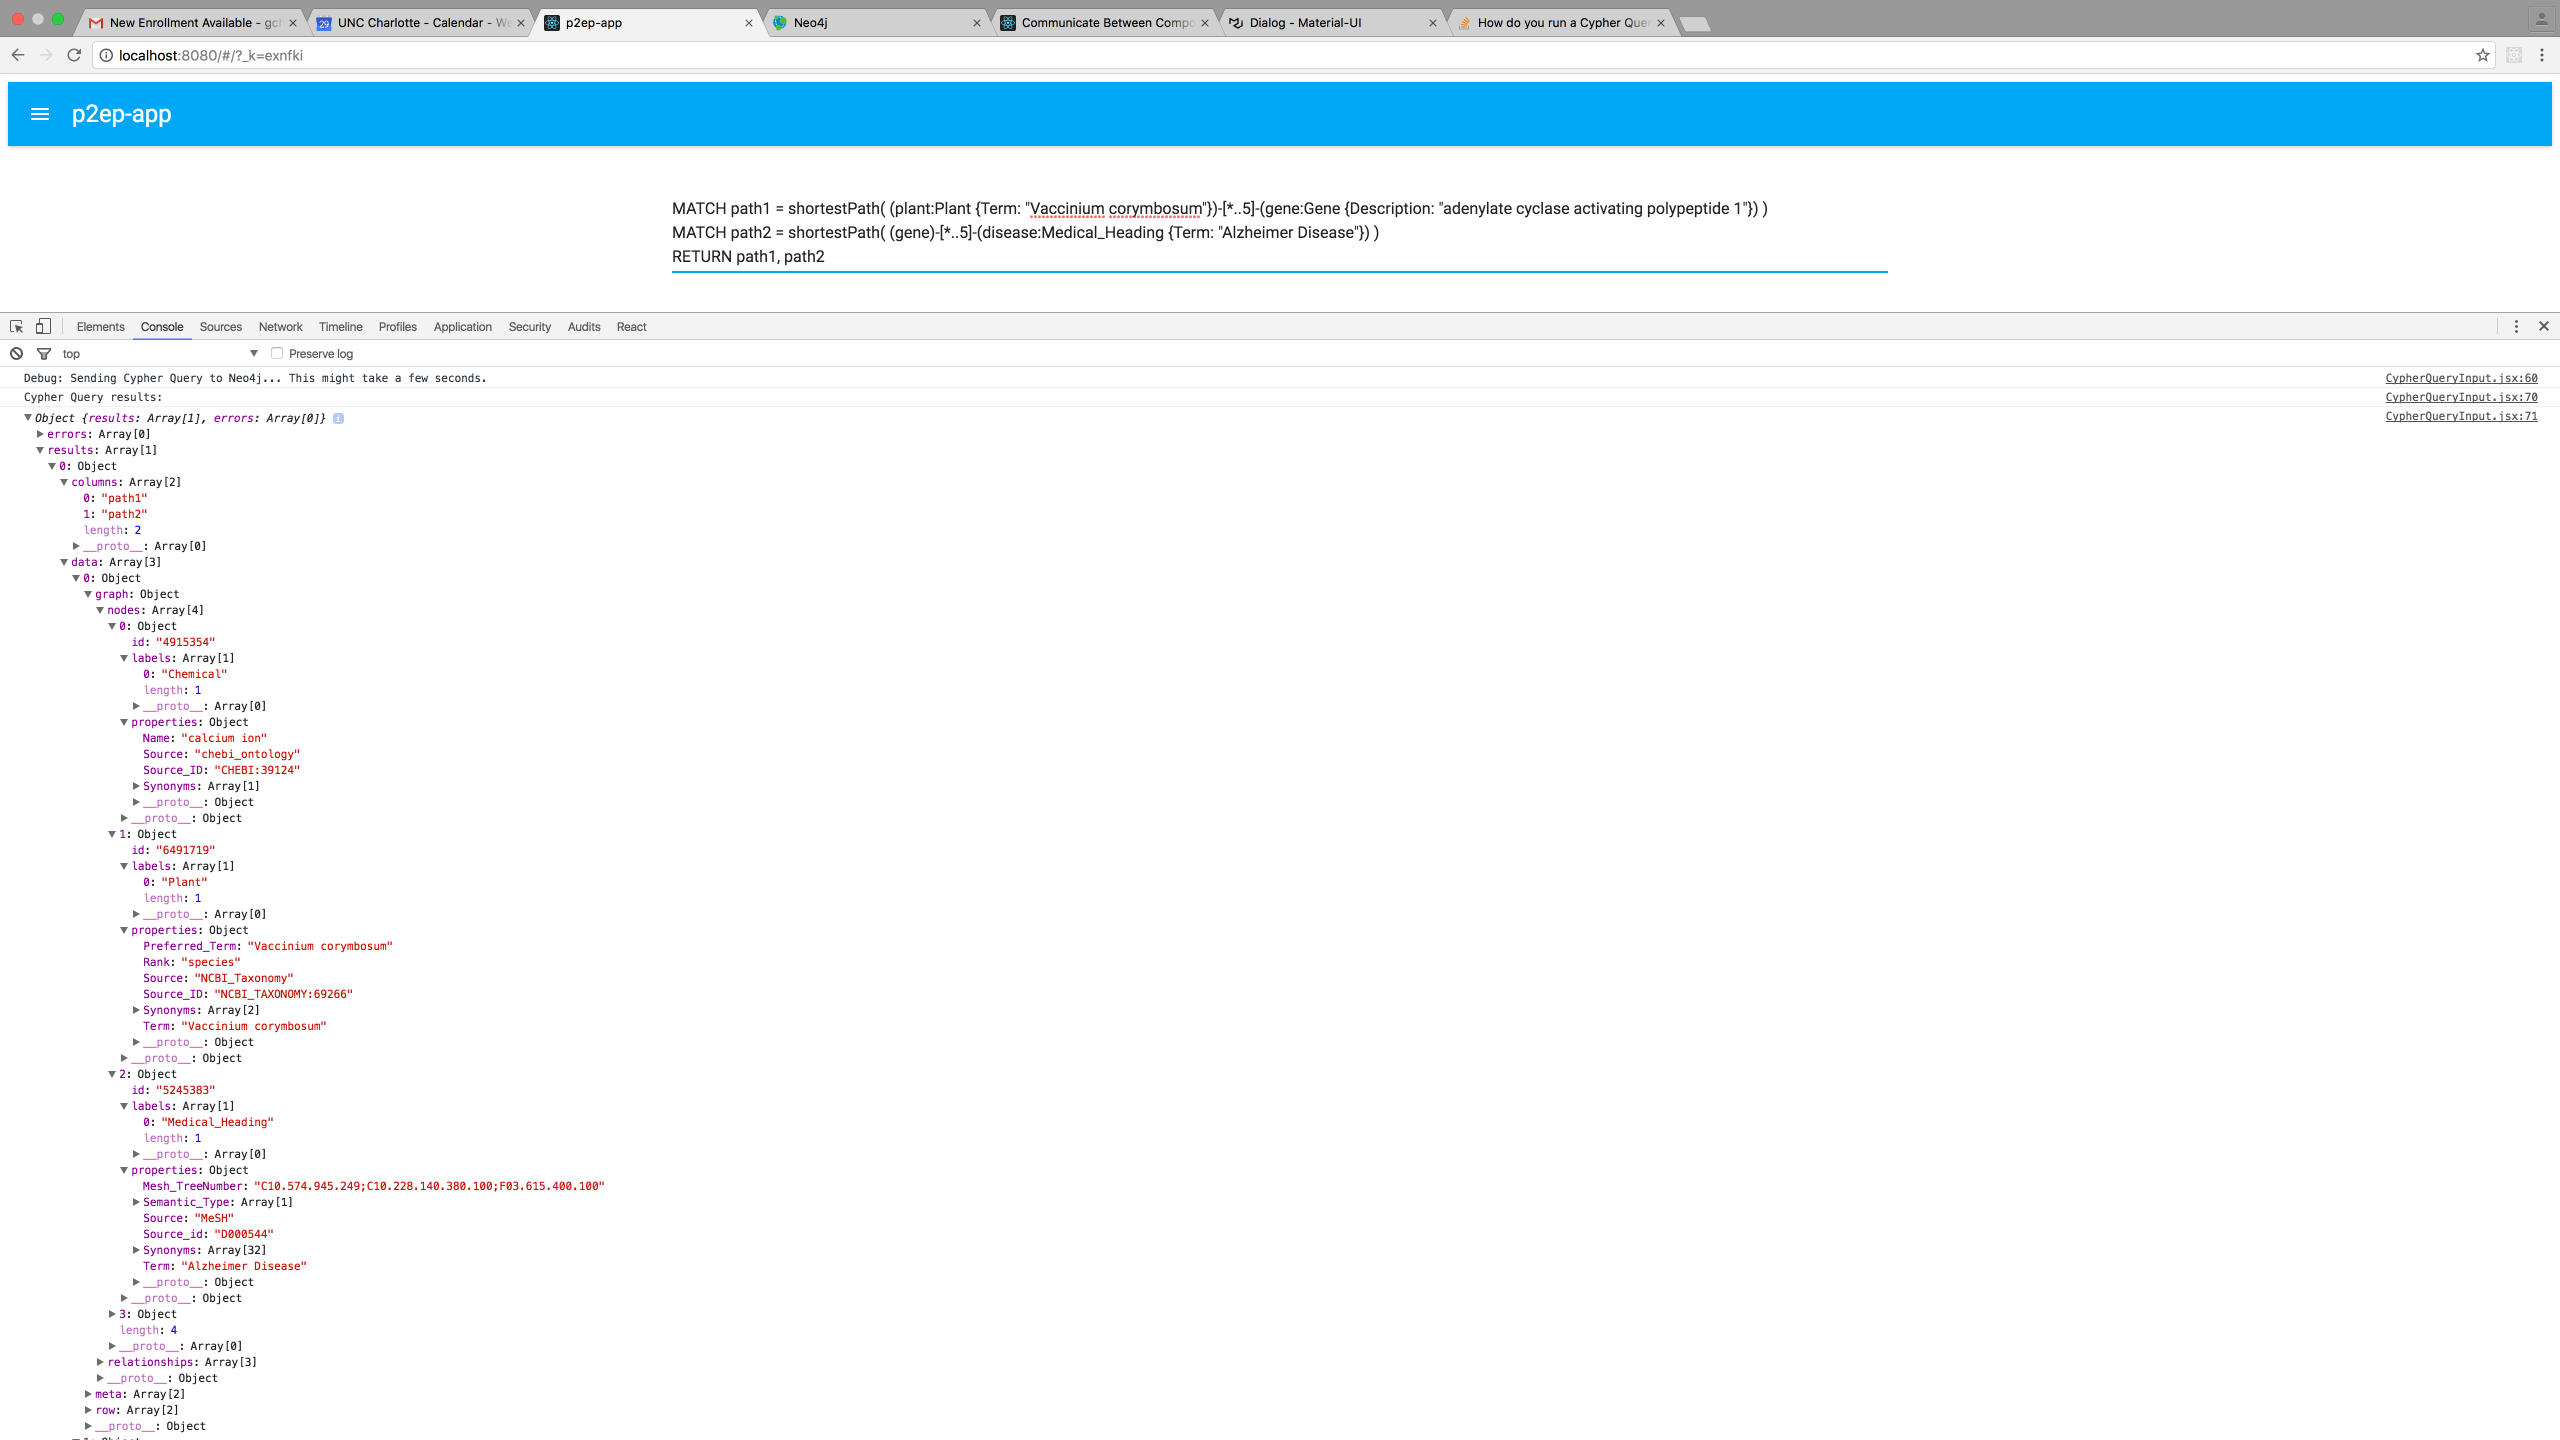 New Enrollment Available - gch
UNC Charlotte - Calendar - We
p2ep-app
Neo4j
Communicate Between Compo
Dialog - Material-UI
How do you run a Cypher Quer
localhost:8080/#/?_k=exnfki
p2ep-app
MATCH path1 = shortestPath( (plant:Plant {Term: "Vaccinium corymbosum"})-[*..5]-(gene:Gene {Description: "adenylate cyclase activating polypeptide 1"}) )
MATCH path2 = shortestPath( (gene)-[*..5]-(disease:Medical_Heading {Term: "Alzheimer Disease"}) )
RETURN path1, path2
Elements Console Sources Network Timeline Profiles Application Security Audits React
top Preserve log
Debug: Sending Cypher Query to Neo4j... This might take a few seconds. CypherQueryInput.jsx:60
Cypher Query results: CypherQueryInput.jsx:70
Object {results: Array[1], errors: Array[0]} CypherQueryInput.jsx:71
errors: Array[0]
results: Array[1]
0: Object
columns: Array[2]
0: "path1"
1: "path2"
length: 2
__proto__: Array[0]
data: Array[3]
0: Object
graph: Object
nodes: Array[4]
0: Object
id: "4915354"
labels: Array[1]
0: "Chemical"
length: 1
__proto__: Array[0]
properties: Object
Name: "calcium ion"
Source: "chebi_ontology"
Source_ID: "CHEBI:39124"
Synonyms: Array[1]
__proto__: Object
__proto__: Object
1: Object
id: "6491719"
labels: Array[1]
0: "Plant"
length: 1
__proto__: Array[0]
properties: Object
Preferred_Term: "Vaccinium corymbosum"
Rank: "species"
Source: "NCBI_Taxonomy"
Source_ID: "NCBI_TAXONOMY:69266"
Synonyms: Array[2]
Term: "Vaccinium corymbosum"
__proto__: Object
__proto__: Object
2: Object
id: "5245383"
labels: Array[1]
0: "Medical_Heading"
length: 1
__proto__: Array[0]
properties: Object
Mesh_TreeNumber: "C10.574.945.249;C10.228.140.380.100;F03.615.400.100"
Semantic_Type: Array[1]
Source: "MeSH"
Source_id: "D000544"
Synonyms: Array[32]
Term: "Alzheimer Disease"
__proto__: Object
__proto__: Object
3: Object
length: 4
__proto__: Array[0]
relationships: Array[3]
__proto__: Object
meta: Array[2]
row: Array[2]
__proto__: Object